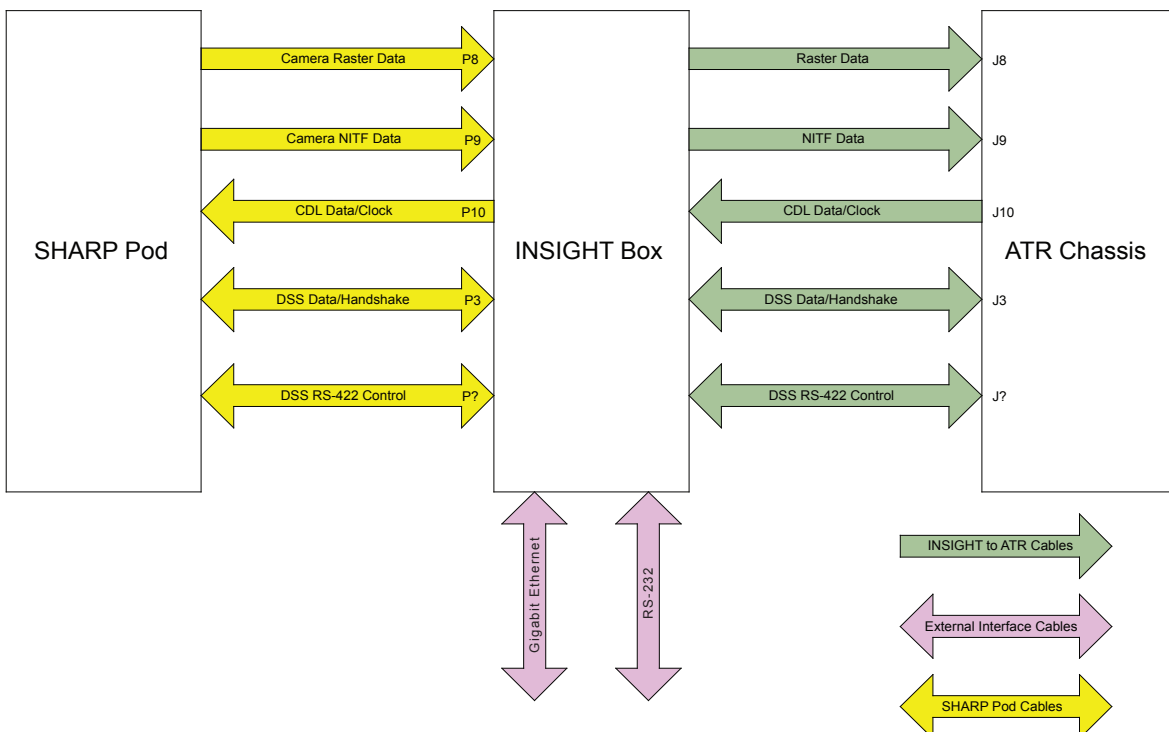 Camera Raster Data P8
Raster Data J8
Camera NITF Data P9
NITF Data J9
CDL Data/Clock P10
CDL Data/Clock J10
SHARP Pod
INSIGHT Box
ATR Chassis
DSS Data/Handshake P3
DSS Data/Handshake J3
DSS RS-422 Control P?
DSS RS-422 Control J?
Gigabit Ethernet
RS-232
INSIGHT to ATR Cables
External Interface Cables
SHARP Pod Cables